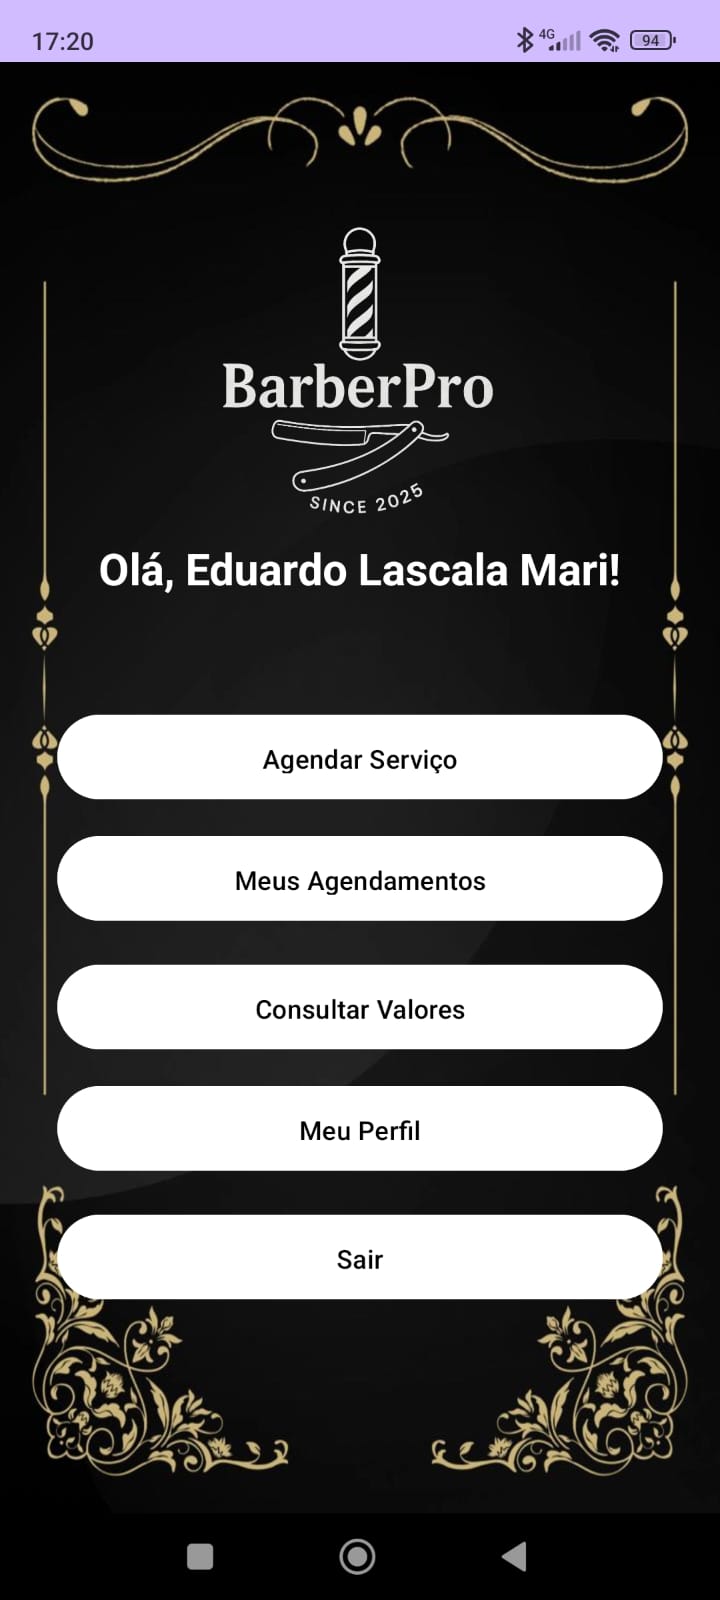 17:20
4G
94
BarberPro
SINCE 2025
Olá, Eduardo Lascala Mari!
Agendar Serviço
Meus Agendamentos
Consultar Valores
Meu Perfil
Sair